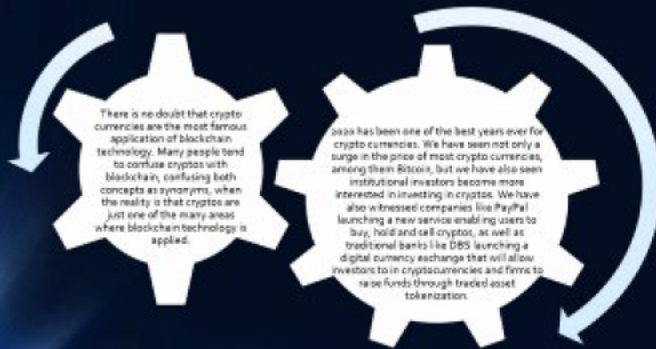 There is no doubt that crypto
currencies are the most famous
application of blockchain
technology. Many people tend
to confuse cryptos with
blockchain, confusing both
concepts as synonyms, when
the reality is that cryptos are
just one of the many areas
where blockchain technology is
applied.
2020 has been one of the best years ever for
crypto currencies. We have seen not only a
surge in the price of most crypto currencies,
among them Bitcoin, but we have also seen
institutional investors become more
interested in investing in cryptos. We have
also witnessed companies like PayPal
launching a new service enabling users to
buy, hold and sell cryptos, as well as
traditional banks like DBS launching a
digital currency exchange that will allow
investors to in cryptocurrencies and firms to
raise funds through traded asset
tokenization.